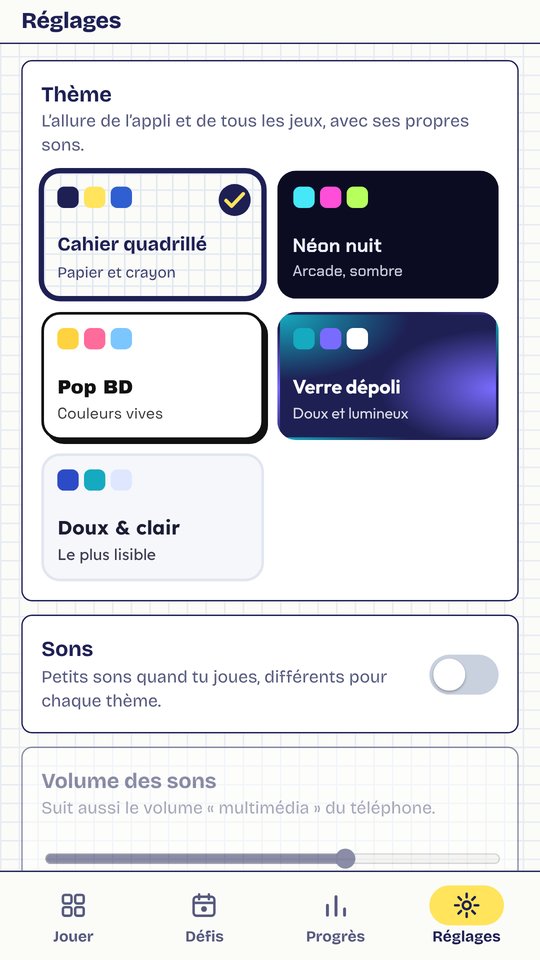 Réglages
Thème
L’allure de l’appli et de tous les jeux, avec ses propres
sons.
Cahier quadrillé
Papier et crayon
Néon nuit
Arcade, sombre
Pop BD
Couleurs vives
Verre dépoli
Doux et lumineux
Doux & clair
Le plus lisible
Sons
Petits sons quand tu joues, différents pour
chaque thème.
Volume des sons
Suit aussi le volume « multimédia » du téléphone.
Jouer
Défis
Progrès
Réglages